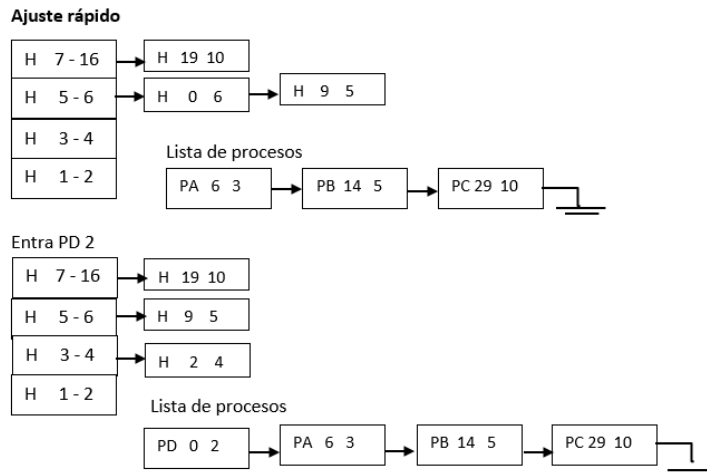 Ajuste rápido
H 7 - 16 H 19 10
H 5 - 6 H 0 6 H 9 5
H 3 - 4
H 1 - 2
Lista de procesos
PA 6 3 PB 14 5 PC 29 10
Entra PD 2
H 7 - 16 H 19 10
H 5 - 6 H 9 5
H 3 - 4 H 2 4
H 1 - 2
Lista de procesos
PD 0 2 PA 6 3 PB 14 5 PC 29 10